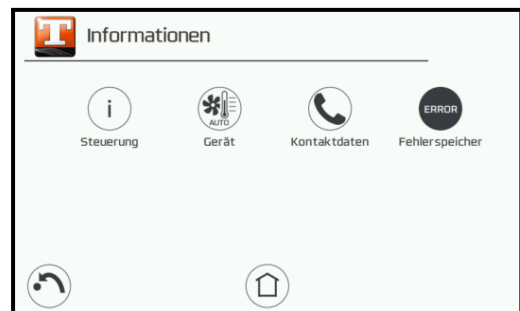 T Informationen
i
AUTO
ERROR
Steuerung Gerät Kontaktdaten Fehlerspeicher